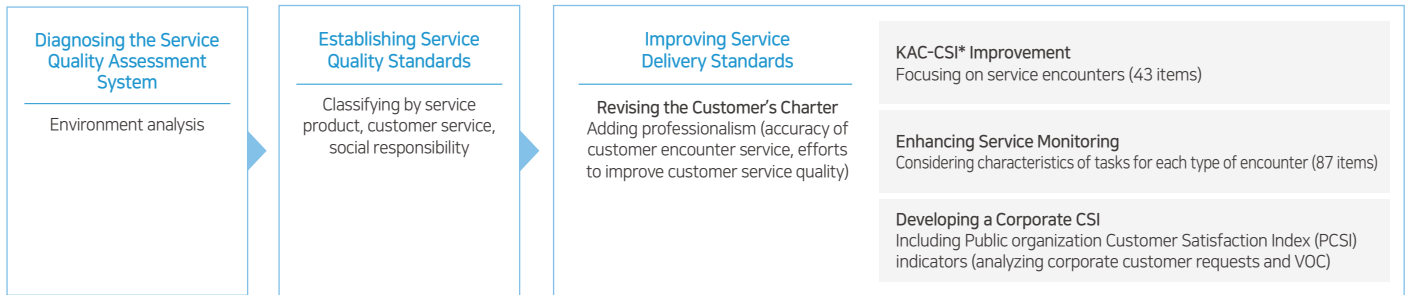 Diagnosing the Service
Quality Assessment
System
Environment analysis
Establishing Service
Quality Standards
Classifying by service
product, customer service,
social responsibility
Improving Service
Delivery Standards
Revising the Customer's Charter
Adding professionalism (accuracy of
customer encounter service, efforts
to improve customer service quality)
KAC-CSI* Improvement
Focusing on service encounters (43 items)
Enhancing Service Monitoring
Considering characteristics of tasks for each type of encounter (87 items)
Developing a Corporate CSI
Including Public organization Customer Satisfaction Index (PCSI)
indicators (analyzing corporate customer requests and VOC)